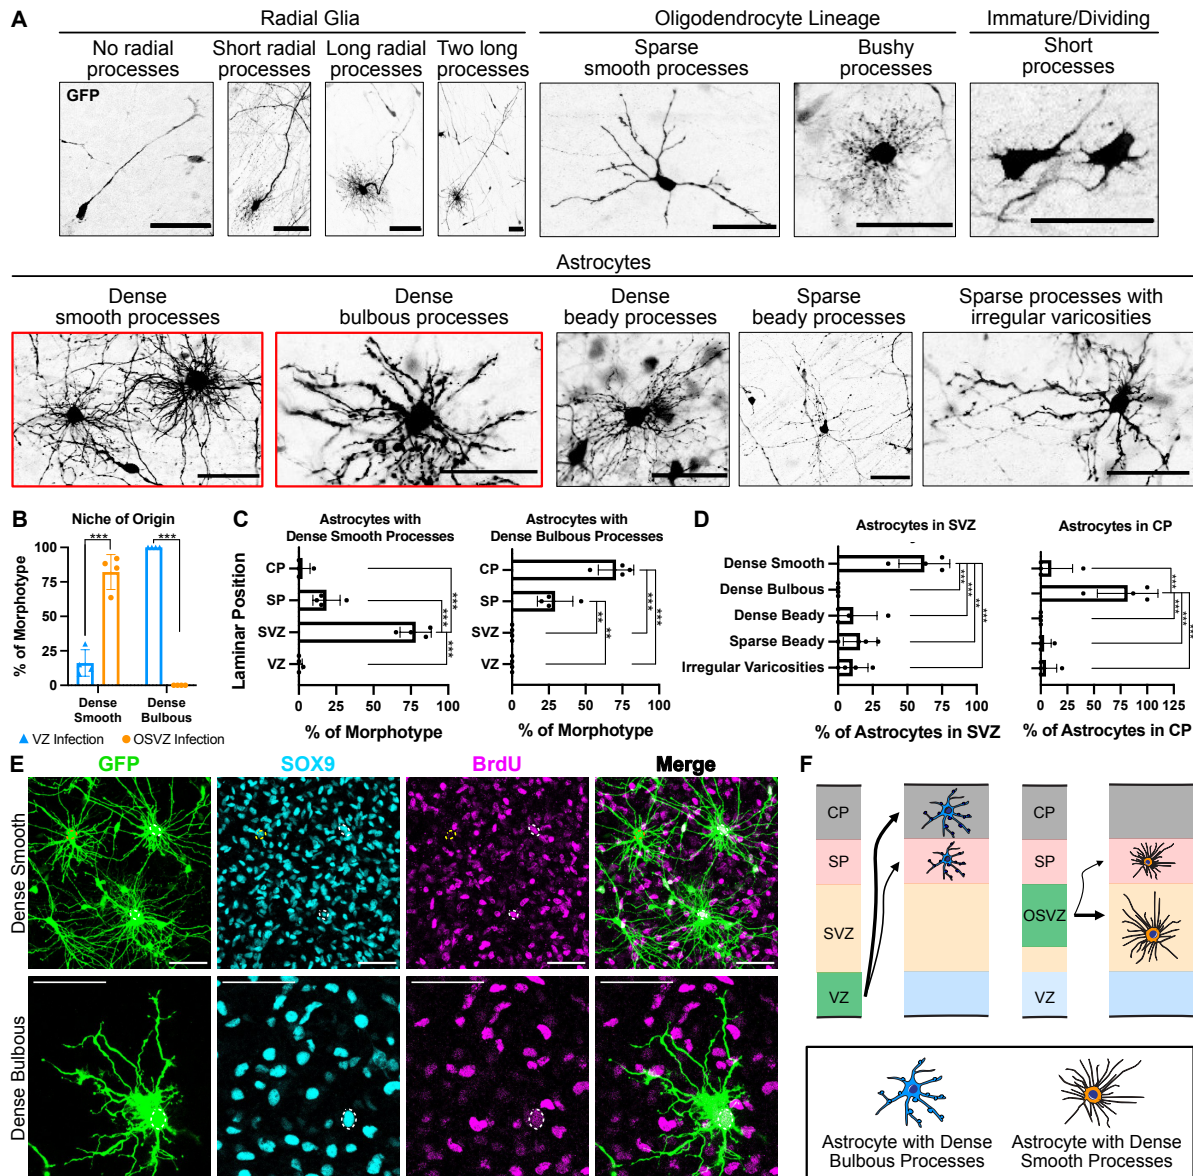 A
Radial Glia
Oligodendrocyte Lineage
Immature/Dividing
No radial
processes
Short radial
processes
Long radial
processes
Two long
processes
Sparse
smooth processes
Bushy
processes
Short
processes
GFP
Astrocytes
Dense
smooth processes
Dense
bulbous processes
Dense
beady processes
Sparse
beady processes
Sparse processes with
irregular varicosities
B
Niche of Origin
% of Morphotype
100
75
50
25
0
***
***
Dense
Smooth
Dense
Bulbous
VZ Infection
OSVZ Infection
C
Astrocytes with
Dense Smooth Processes
Laminar Position
CP
SP
SVZ
VZ
***
***
***
0 25 50 75 100
% of Morphotype
Astrocytes with
Dense Bulbous Processes
CP
SP
SVZ
VZ
**
**
***
***
0 25 50 75 100
% of Morphotype
D
Astrocytes in SVZ
Dense Smooth
Dense Bulbous
Dense Beady
Sparse Beady
Irregular Varicosities
***
***
**
***
0 25 50 75 100
% of Astrocytes in SVZ
Astrocytes in CP
***
***
***
***
0 25 50 75 100 125
% of Astrocytes in CP
E
GFP
SOX9
BrdU
Merge
Dense Smooth
Dense Bulbous
F
CP
SP
SVZ
VZ
CP
SP
OSVZ
VZ
Astrocyte with Dense
Bulbous Processes
Astrocyte with Dense
Smooth Processes